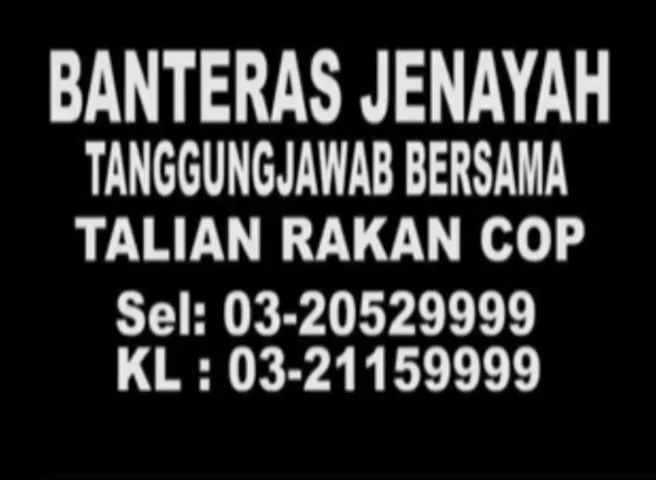 BANTERAS JENAYAH
TANGGUNGJAWAB BERSAMA
TALIAN RAKAN COP
Sel: 03-20529999
KL : 03-21159999